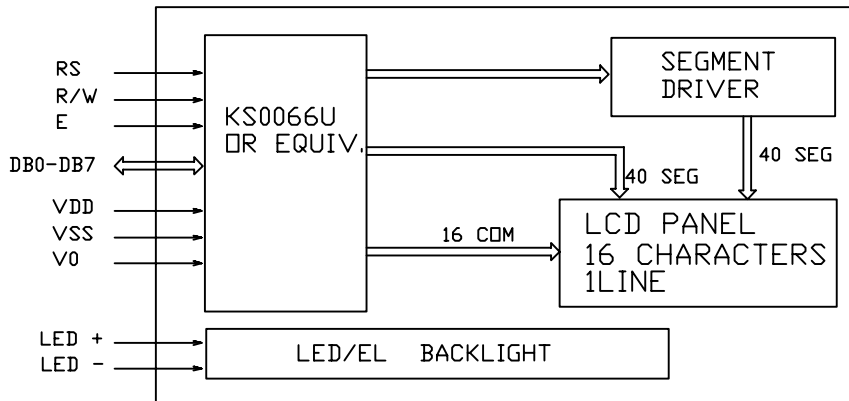 RS
R/W
E
DB0-DB7
VDD
VSS
V0
LED +
LED -
KS0066U
OR EQUIV.
SEGMENT
DRIVER
40 SEG
40 SEG
16 COM
LCD PANEL
16 CHARACTERS
1LINE
LED/EL BACKLIGHT